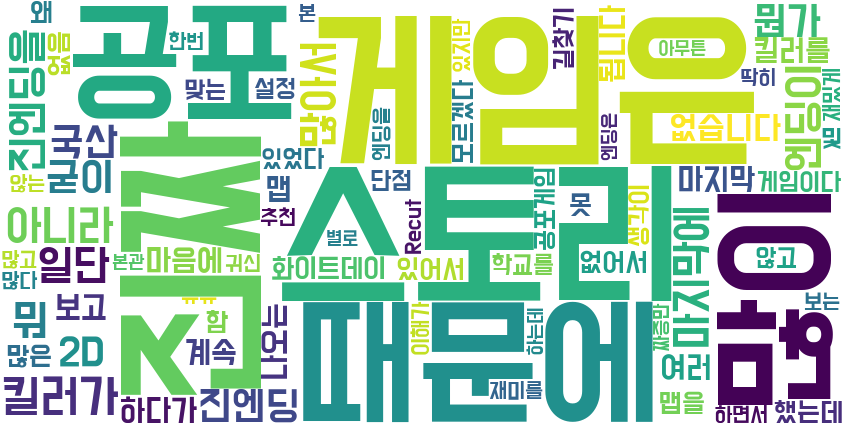 왜
한번
본
공포
게임은
뭔가
진엔딩을
없음
맞는
설정
많아서
있지만
길찾기
됩니다
아무튼
킬러를
딱히
엔딩이
재밌게
씩
국산
굳이
않는
진짜
있었다
맵
추천
엔딩을
모르겠다
엔딩은
없습니다
스토리
단점
못
별로
Recut
공포게임
생각이
마지막
게임이다
아니라
많고
많다
일단
본관
마음에
귀신
화이트데이
있어서
학교를
없어서
마지막에
이험
않고
뭐
보고
ㅠㅠ
함
계속
나오는
때문에
이해가
하는데
짜증만
보는
많은
2D
여러
킬러가
하다가
진엔딩
재미를
맵을
하면서
했는데